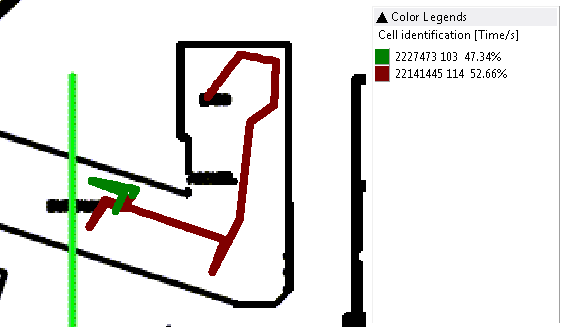 ▲ Color Legends
Cell identification [Time/s]
2227473 103 47.34%
22141445 114 52.66%